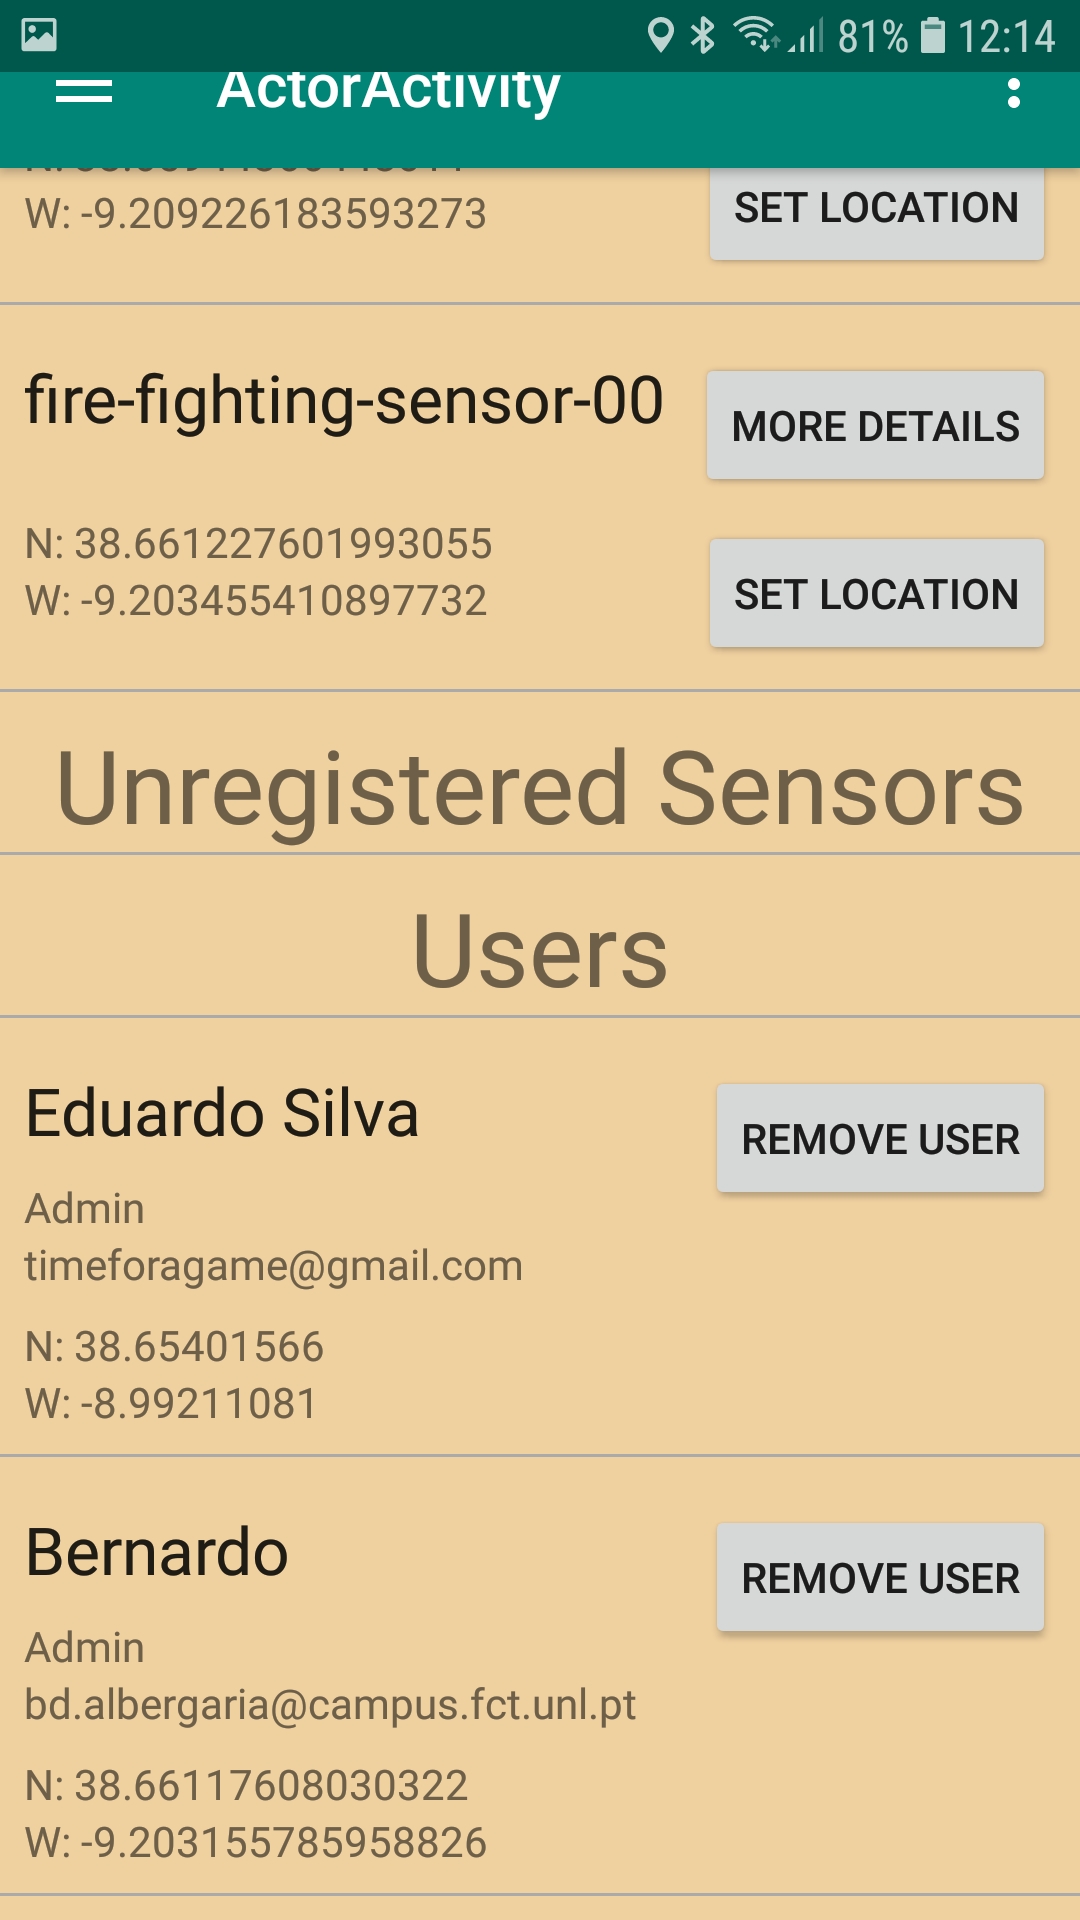 81% 12:14
ActorActivity
W: -9.209226183593273
SET LOCATION
fire-fighting-sensor-00
MORE DETAILS
N: 38.661227601993055
W: -9.203455410897732
SET LOCATION
Unregistered Sensors
Users
Eduardo Silva
REMOVE USER
Admin
timeforagame@gmail.com
N: 38.65401566
W: -8.99211081
Bernardo
REMOVE USER
Admin
bd.albergaria@campus.fct.unl.pt
N: 38.66117608030322
W: -9.203155785958826